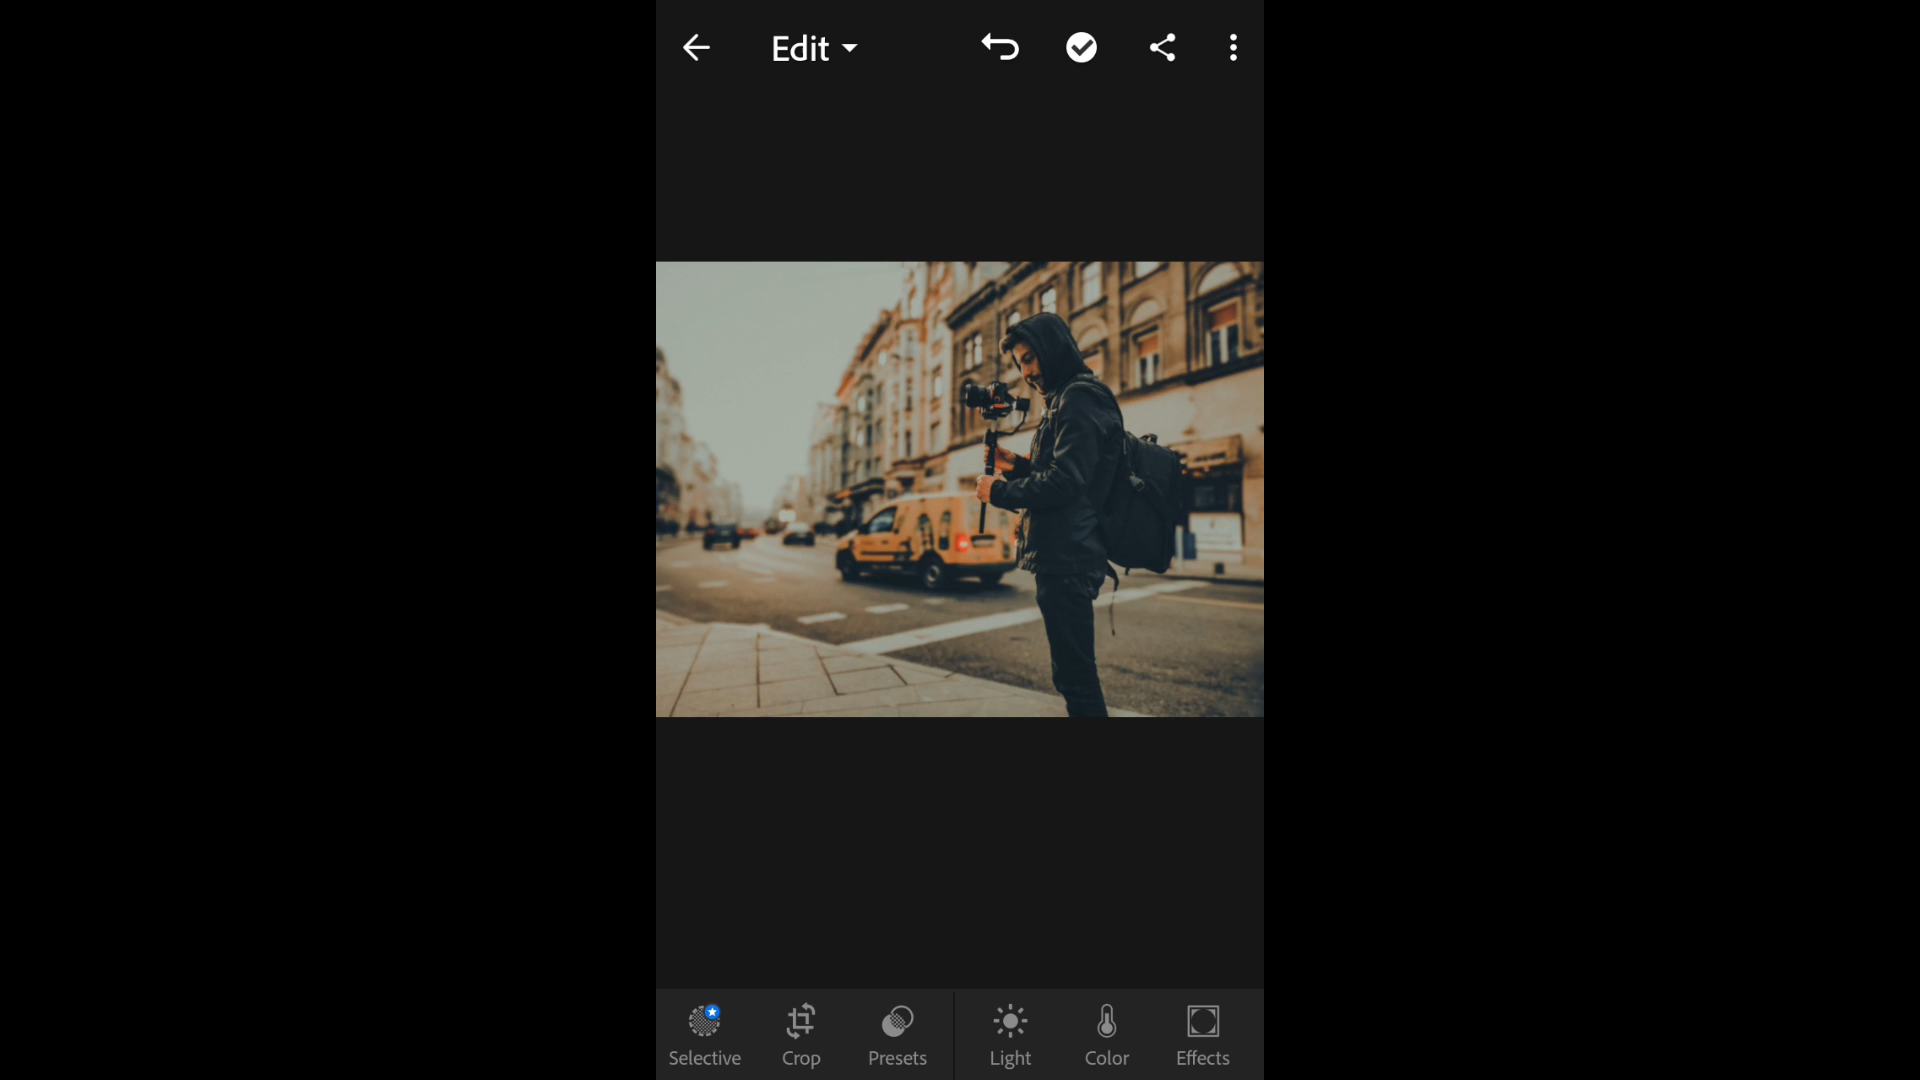 Edit
Selective
Crop
Presets
Light
Color
Effects